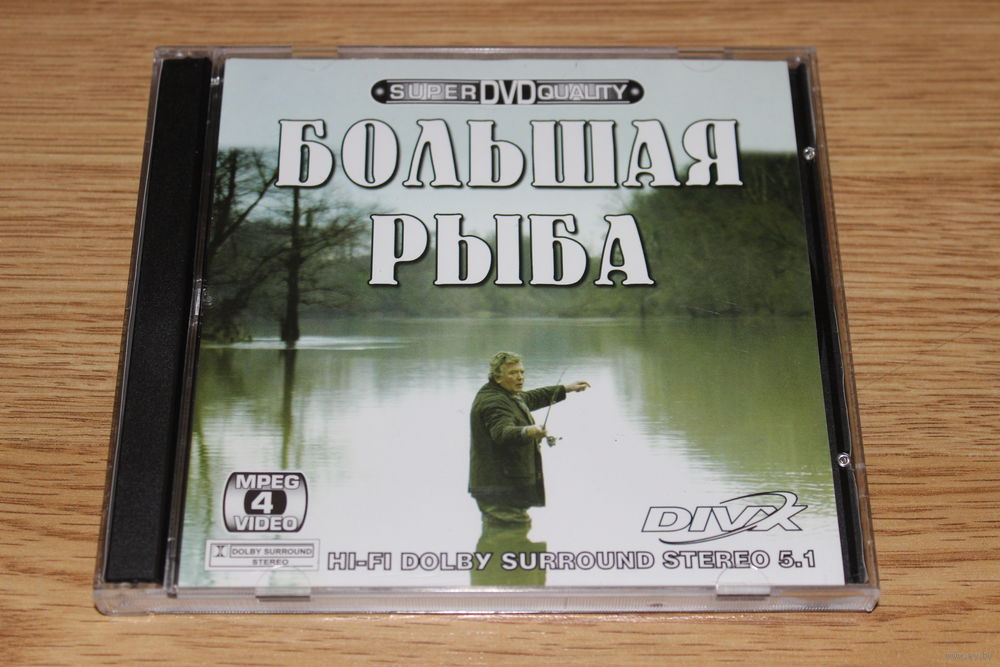 SUPER DVD QUALITY
БОЛЬШАЯ
РЫБА
MPEG
4
VIDEO
DIVX
DOLBY SURROUND
STEREO
HI-FI DOLBY SURROUND STEREO 5.1